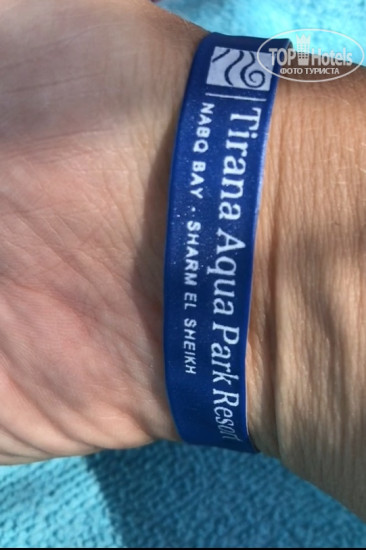 TOP Hotels
ФОТО ТУРИСТА
Tirana Aqua Park Resort
NABQ BAY · SHARM EL SHEIKH